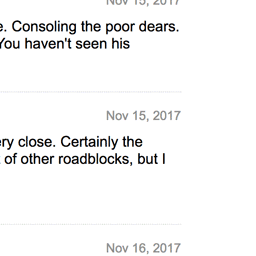 Nov 15, 2017
e. Consoling the poor dears.
You haven't seen his
Nov 15, 2017
ery close. Certainly the
of other roadblocks, but I
Nov 16, 2017